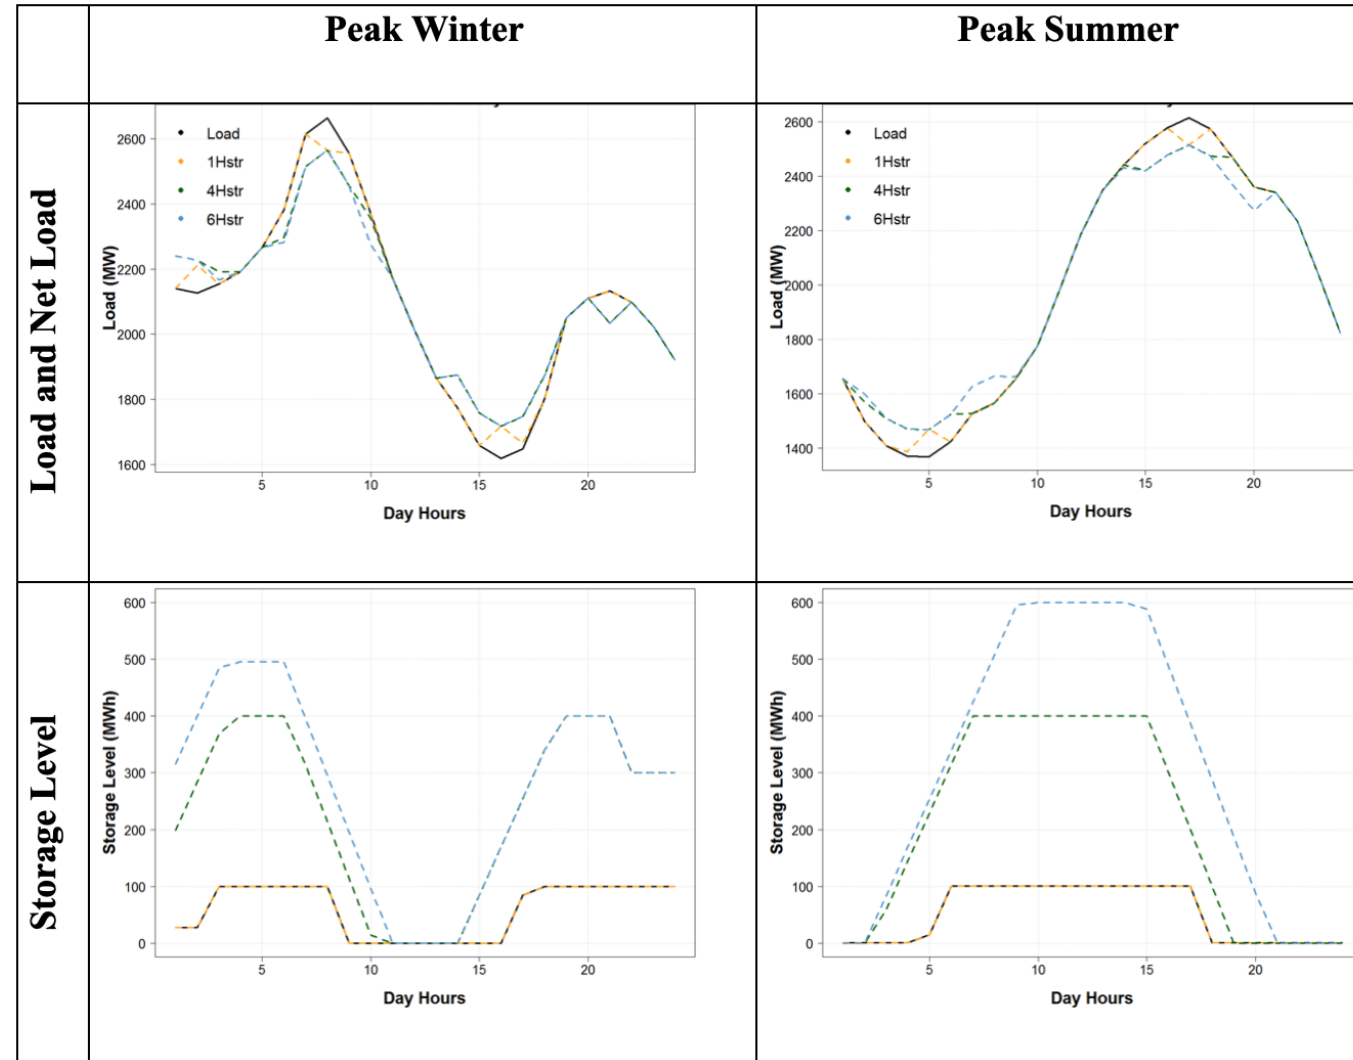 Peak Winter
Peak Summer
Load and Net Load
Load (MW)
2600
2400
2200
2000
1800
1600
Load
1Hstr
4Hstr
6Hstr
5
10
15
20
Day Hours
Load (MW)
2600
2400
2200
2000
1800
1600
1400
Load
1Hstr
4Hstr
6Hstr
5
10
15
20
Day Hours
Storage Level
Storage Level (MWh)
600
500
400
300
200
100
0
5
10
15
20
Day Hours
Storage Level (MWh)
600
500
400
300
200
100
0
5
10
15
20
Day Hours